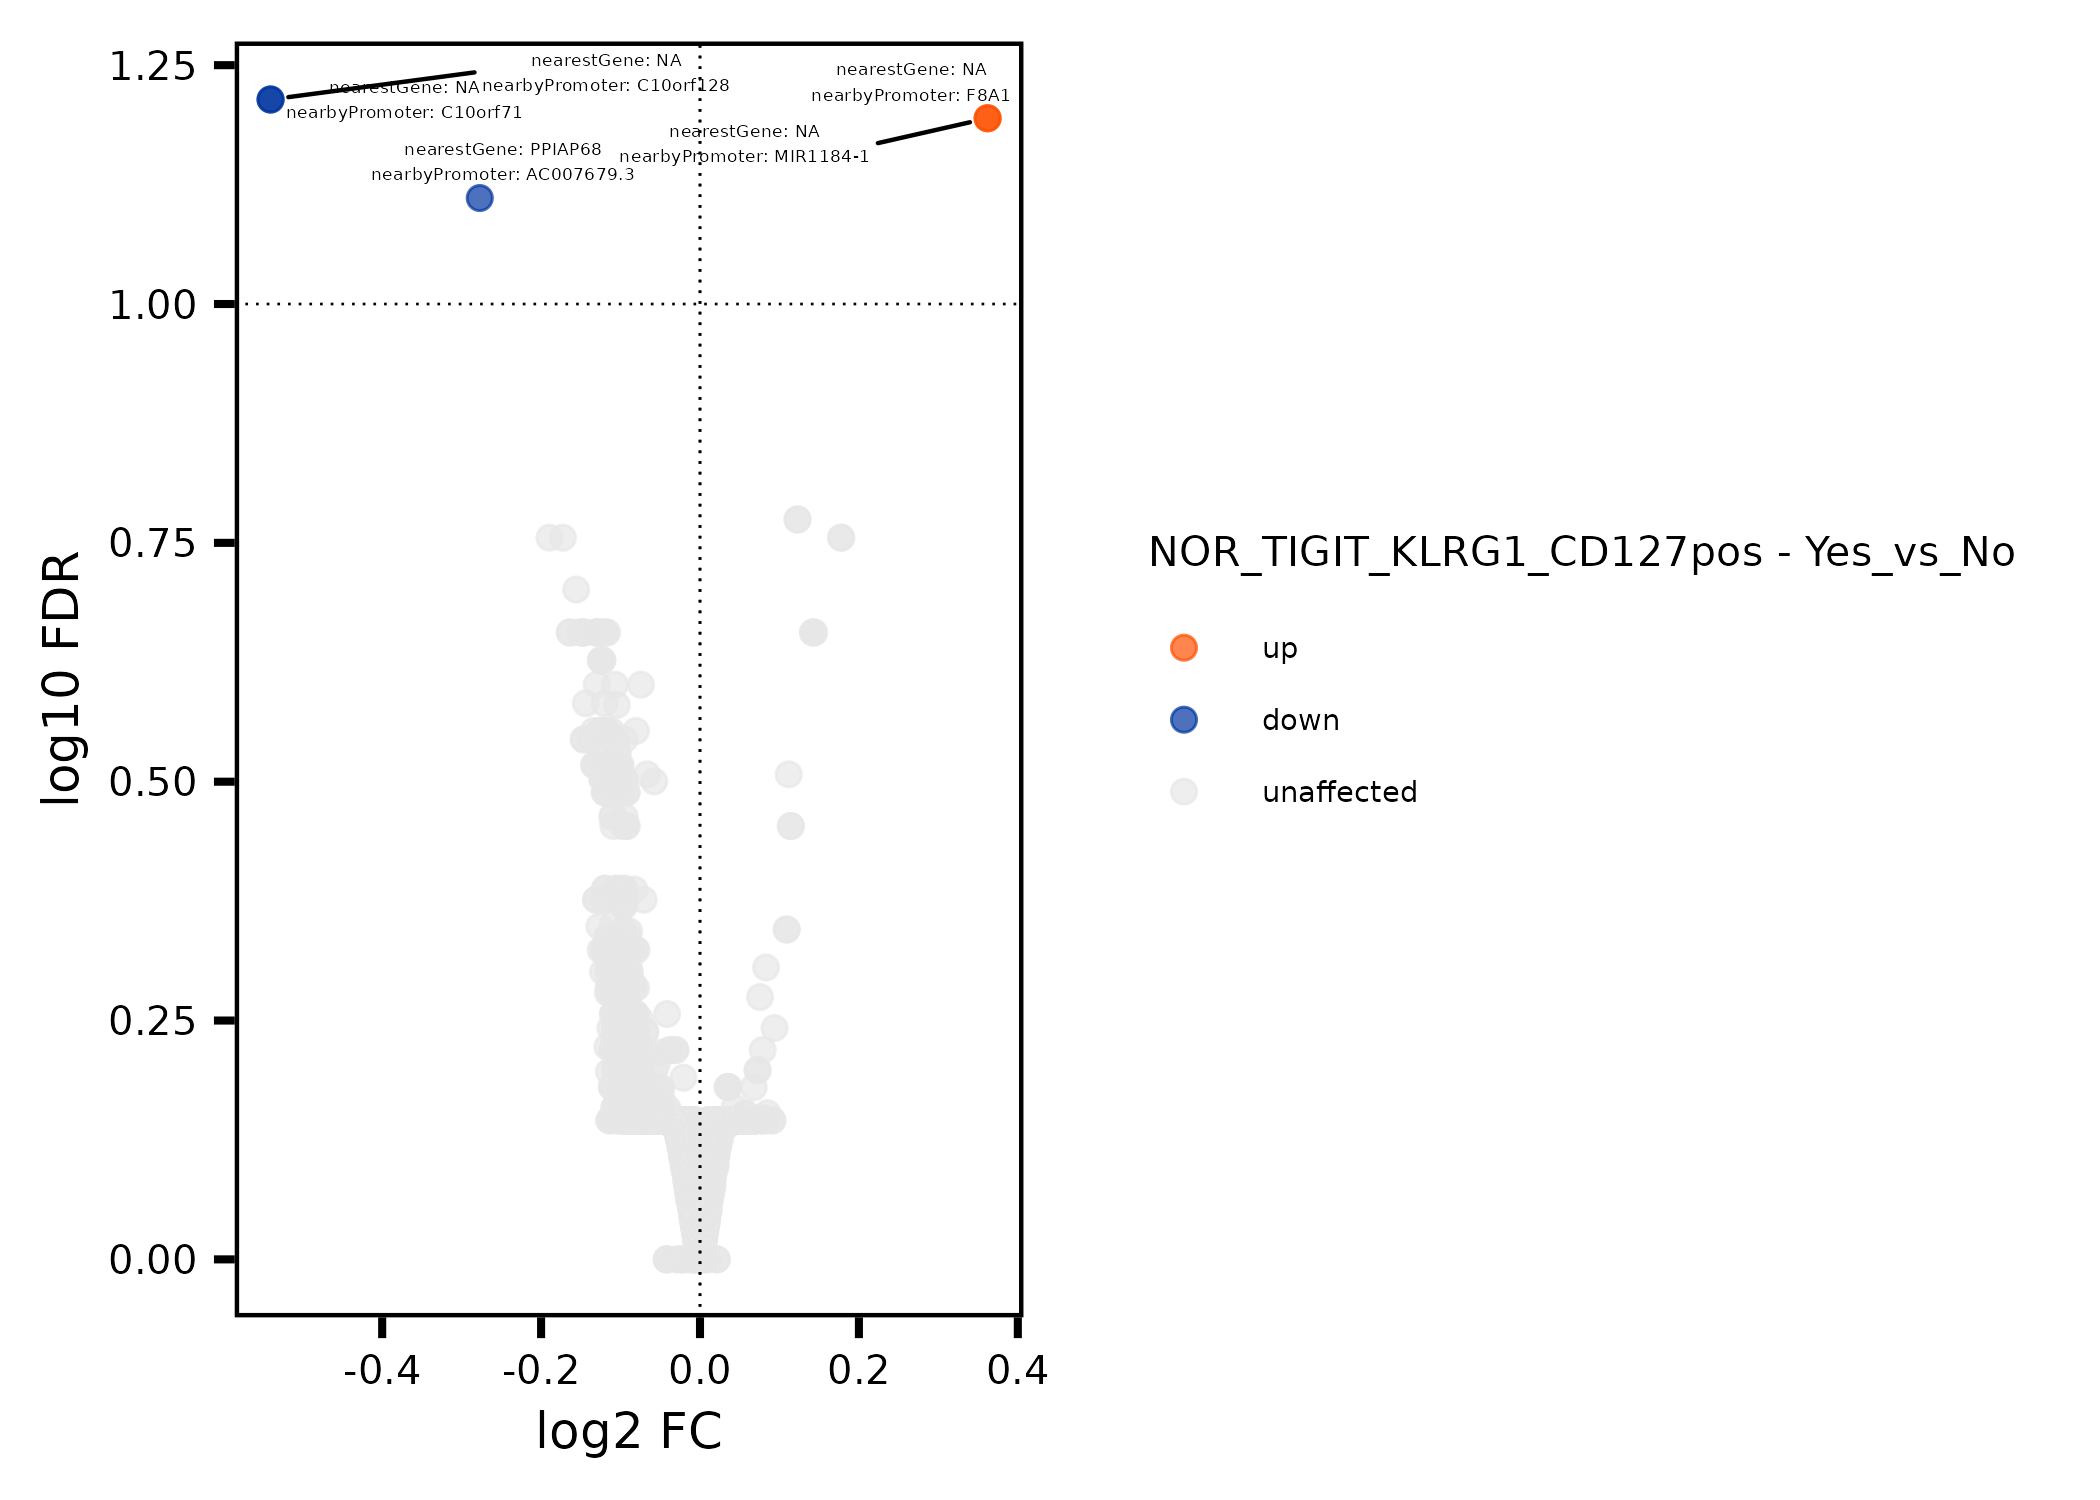 nearestGene: NA
nearbyPromoter: C10orf128
nearestGene: NA
nearbyPromoter: C10orf71
nearestGene: NA
nearbyPromoter: F8A1
nearestGene: NA
nearbyPromoter: MIR1184-1
nearestGene: PPIAP68
nearbyPromoter: AC007679.3
1.25
1.00
0.75
0.50
0.25
0.00
log10 FDR
-0.4
-0.2
0.0
0.2
0.4
log2 FC
NOR_TIGIT_KLRG1_CD127pos - Yes_vs_No
up
down
unaffected